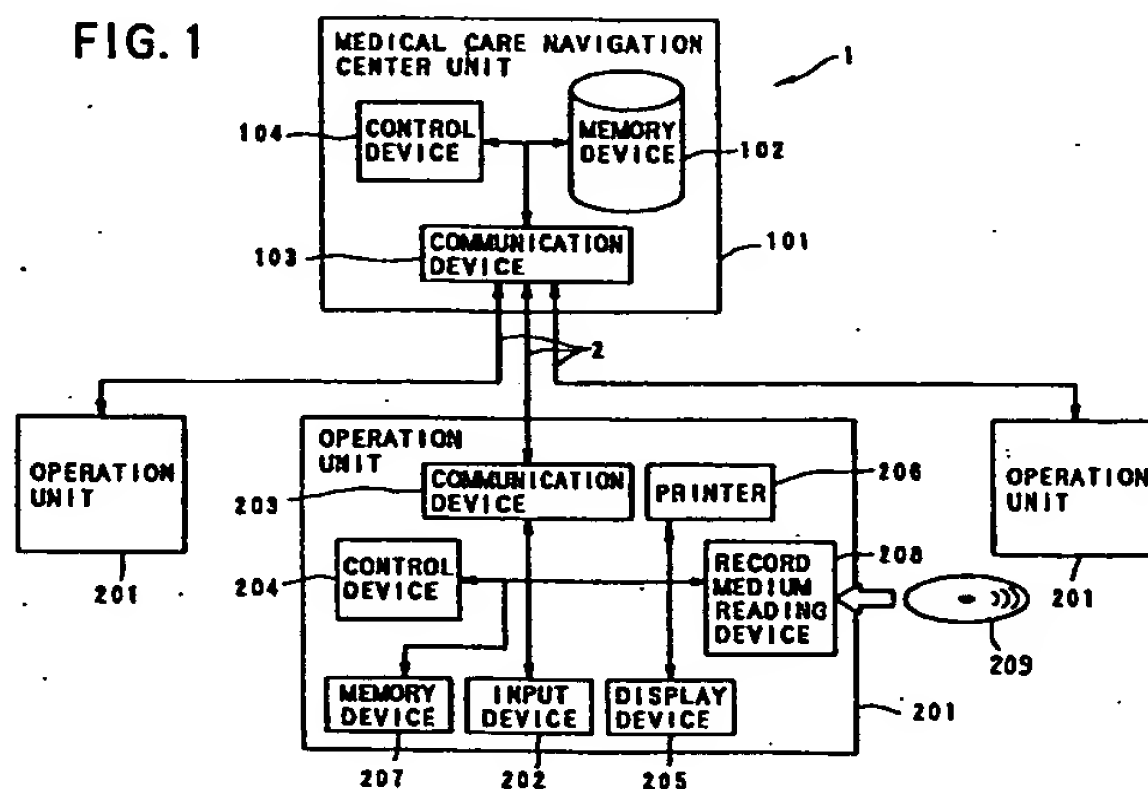 FIG. 1
MEDICAL CARE NAVIGATION
CENTER UNIT
1
104
CONTROL
DEVICE
MEMORY
DEVICE
102
103
COMMUNICATION
DEVICE
101
2
OPERATION
UNIT
201
OPERATION
UNIT
203
COMMUNICATION
DEVICE
PRINTER
206
204
CONTROL
DEVICE
RECORD
MEDIUM
READING
DEVICE
208
209
MEMORY
DEVICE
207
INPUT
DEVICE
202
DISPLAY
DEVICE
205
201
OPERATION
UNIT
201